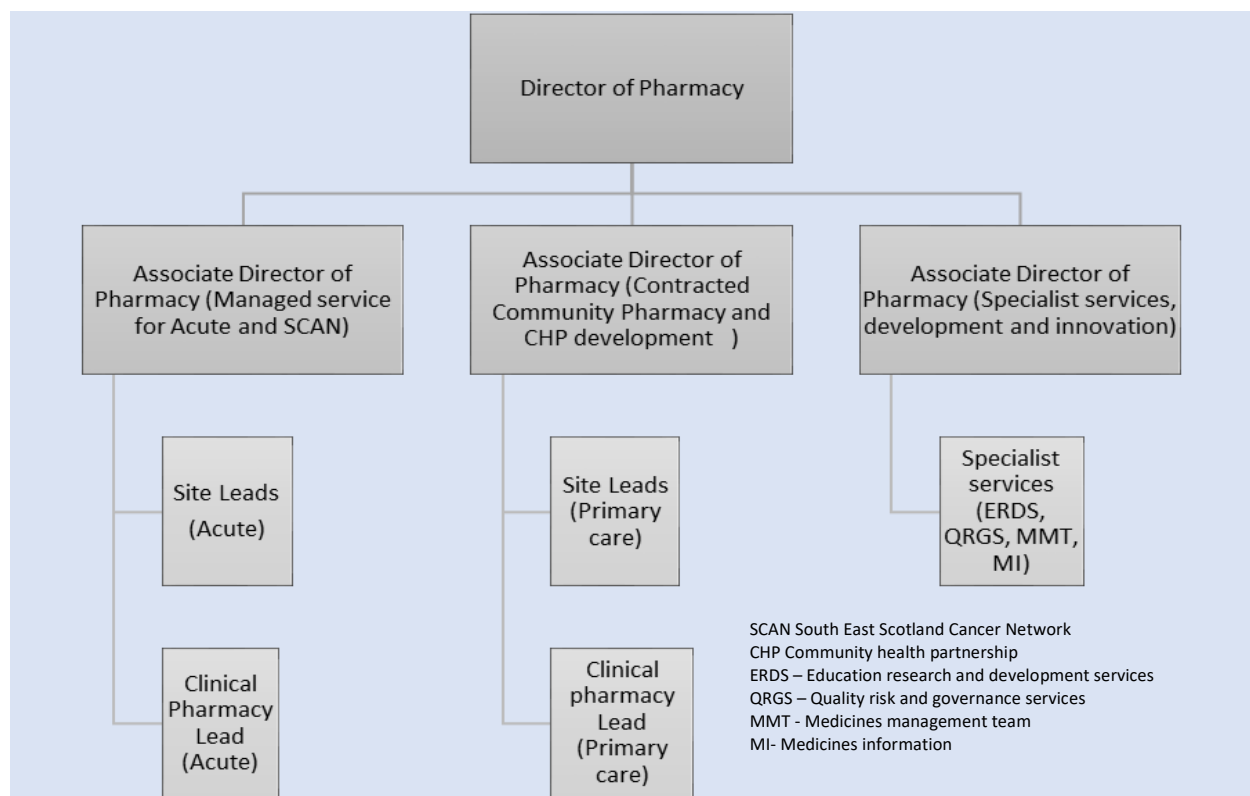 Director of Pharmacy
Associate Director of
Pharmacy (Managed service
for Acute and SCAN)
Associate Director of
Pharmacy (Contracted
Community Pharmacy and
CHP development )
Associate Director of
Pharmacy (Specialist services,
development and innovation)
Site Leads
(Acute)
Site Leads
(Primary
care)
Specialist
services
(ERDS,
QRGS, MMT,
MI)
Clinical
Pharmacy
Lead
(Acute)
Clinical
pharmacy
Lead
(Primary
care)
SCAN South East Scotland Cancer Network
CHP Community health partnership
ERDS – Education research and development services
QRGS – Quality risk and governance services
MMT - Medicines management team
MI- Medicines information